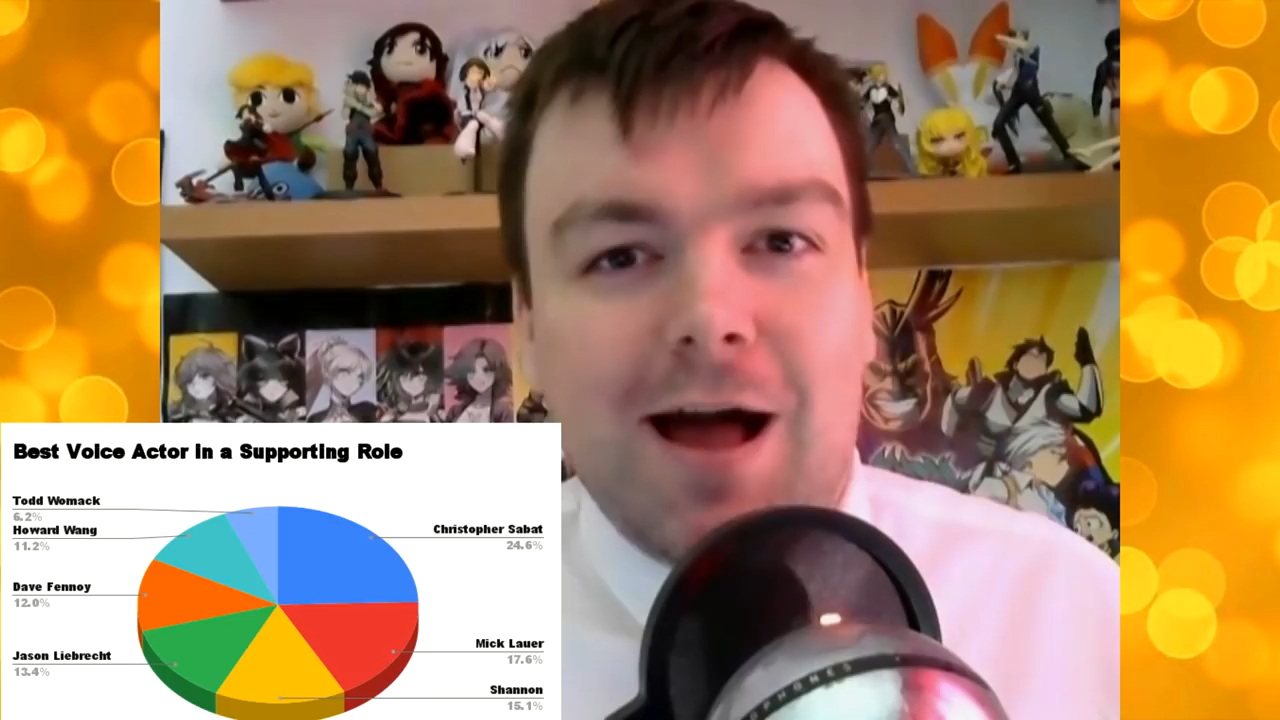 Best Voice Actor in a Supporting Role
Todd Womack
6.2%
Howard Wang
11.2%
Dave Fennoy
12.0%
Jason Liebrecht
13.4%
Christopher Sabat
24.6%
Mick Lauer
17.6%
Shannon
15.1%